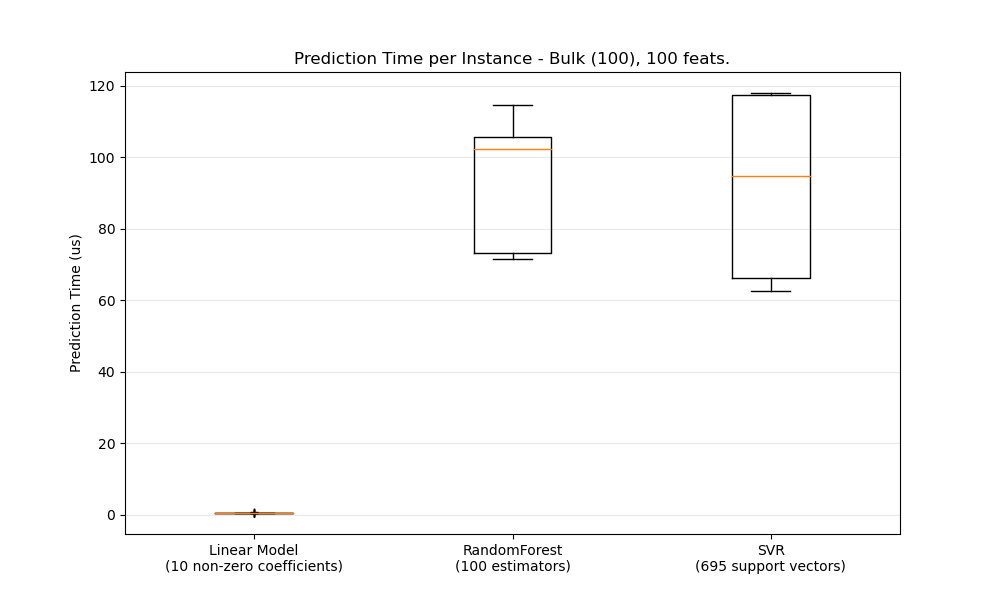 Prediction Time per Instance - Bulk (100), 100 feats.
120
100
80
60
40
20
0
Prediction Time (us)
Linear Model
(10 non-zero coefficients)
RandomForest
(100 estimators)
SVR
(695 support vectors)